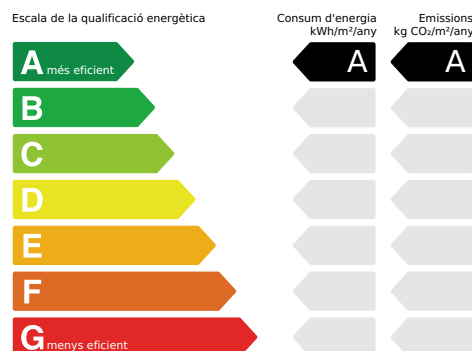 Escala de la qualificació energètica
Consum d'energia
kWh/m²/any
Emissions
kg CO₂/m²/any
A més eficient
A
A
B
C
D
E
F
G menys eficient